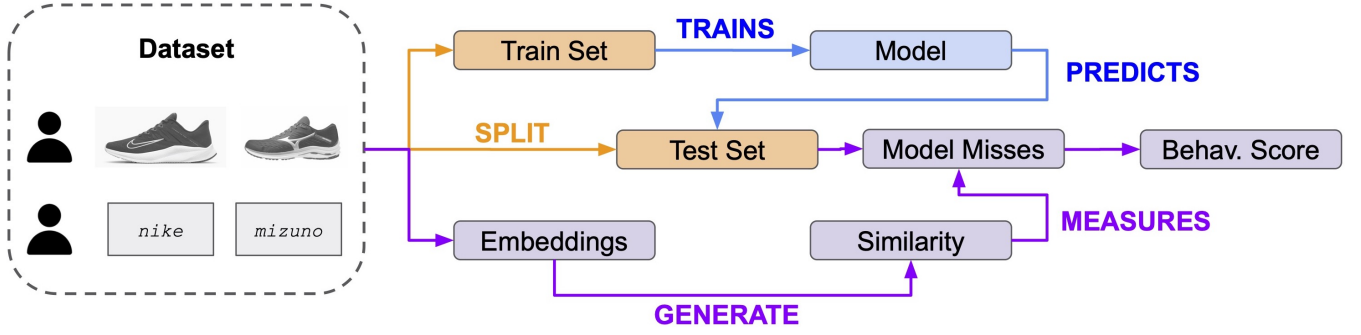 Dataset
nike
mizuno
Train Set
TRAINS
Model
PREDICTS
SPLIT
Test Set
Model Misses
Behav. Score
Embeddings
Similarity
MEASURES
GENERATE